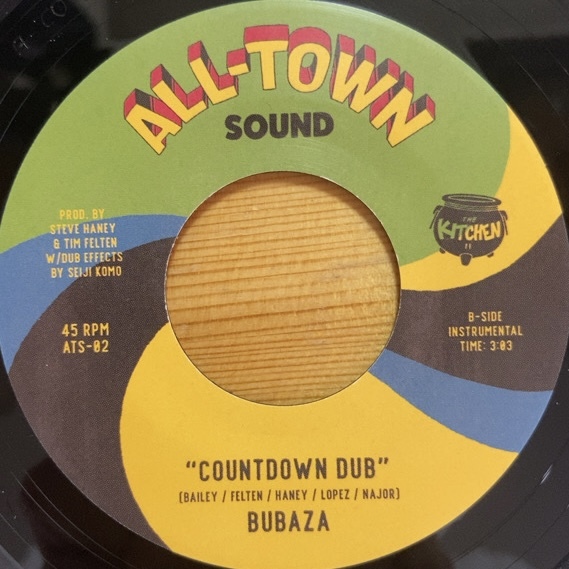 ALL-TOWN
SOUND
PROD. BY
STEVE HANEY
& TIM FELTEN
W/DUB EFFECTS
BY SEIJI KOMO
THE
KITCHEN
II
45 RPM
ATS-02
B-SIDE
INSTRUMENTAL
TIME: 3:03
"COUNTDOWN DUB"
(BAILEY / FELTEN / HANEY / LOPEZ / NAJOR)
BUBAZA